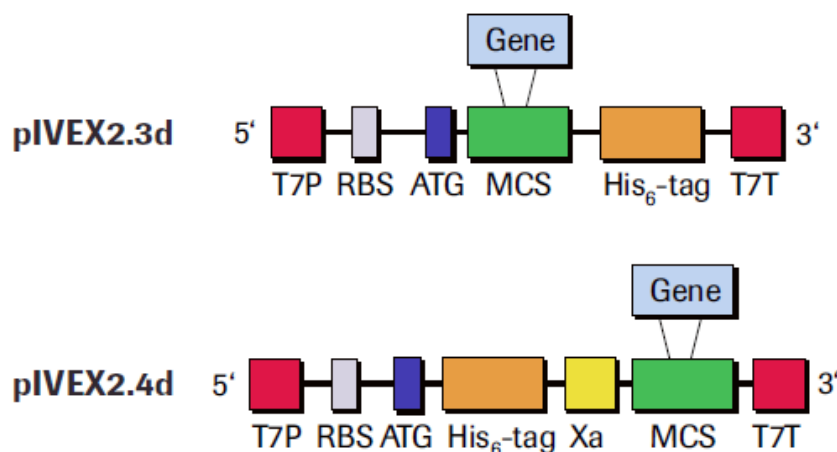 Gene
pIVEX2.3d 5‘ 3‘
T7P RBS ATG MCS His₆-tag T7T
Gene
pIVEX2.4d 5‘ 3‘
T7P RBS ATG His₆-tag Xa MCS T7T